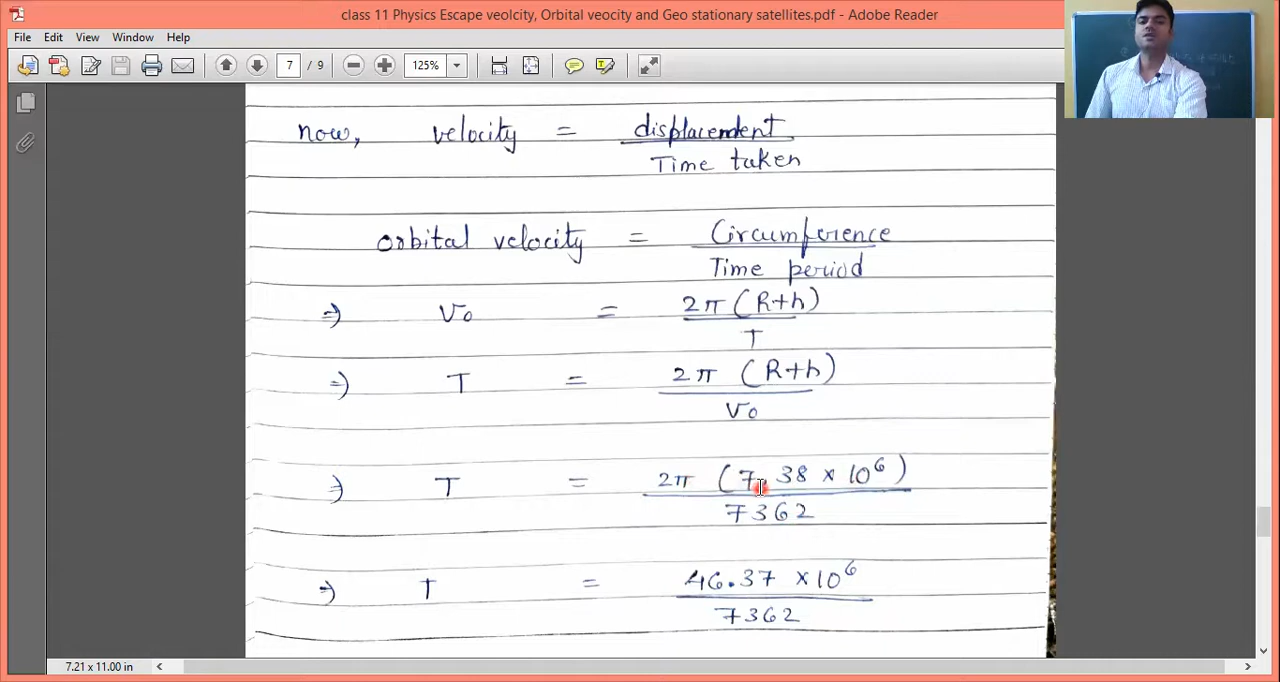 class 11 Physics Escape veolcity, Orbital veocity and Geo stationary satellites.pdf - Adobe Reader
File Edit View Window Help
7 / 9 125%
now, velocity = displacement
Time taken
orbital velocity = Circumference
Time period
⇒ V₀ = 2π (R+h)
T
⇒ T = 2π (R+h)
V₀
⇒ T = 2π (7.38 × 10⁶)
7362
⇒ T = 46.37 × 10⁶
7362
7.21 x 11.00 in